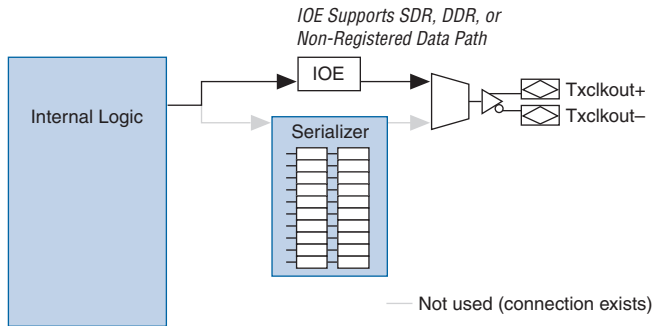 IOE Supports SDR, DDR, or
Non-Registered Data Path
IOE
Txclkout+
Txclkout–
Internal Logic
Serializer
Not used (connection exists)